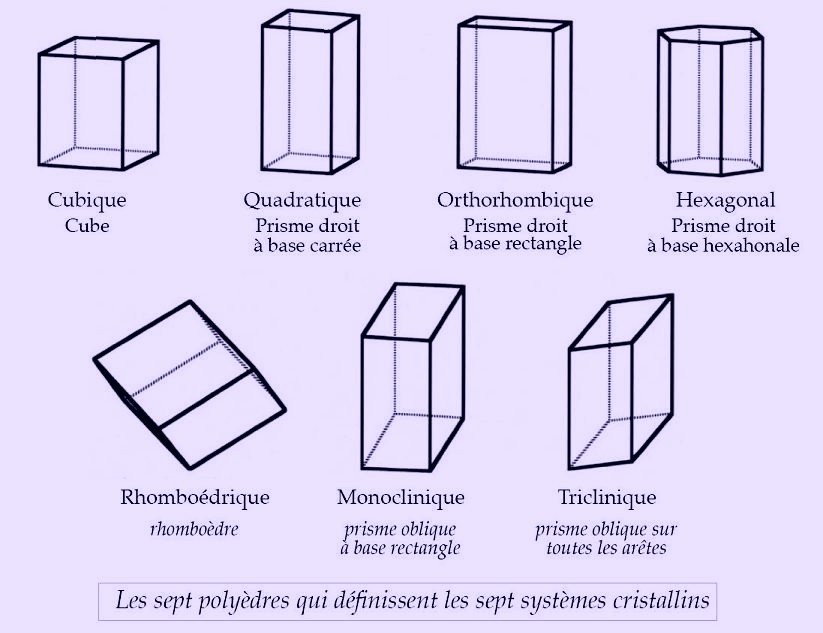 Cubique
Cube
Quadratique
Prisme droit
à base carrée
Orthorhombique
Prisme droit
à base rectangle
Hexagonal
Prisme droit
à base hexahonale
Rhomboédrique
rhomboèdre
Monoclinique
prisme oblique
à base rectangle
Triclinique
prisme oblique sur
toutes les arêtes
Les sept polyèdres qui définissent les sept systèmes cristallins